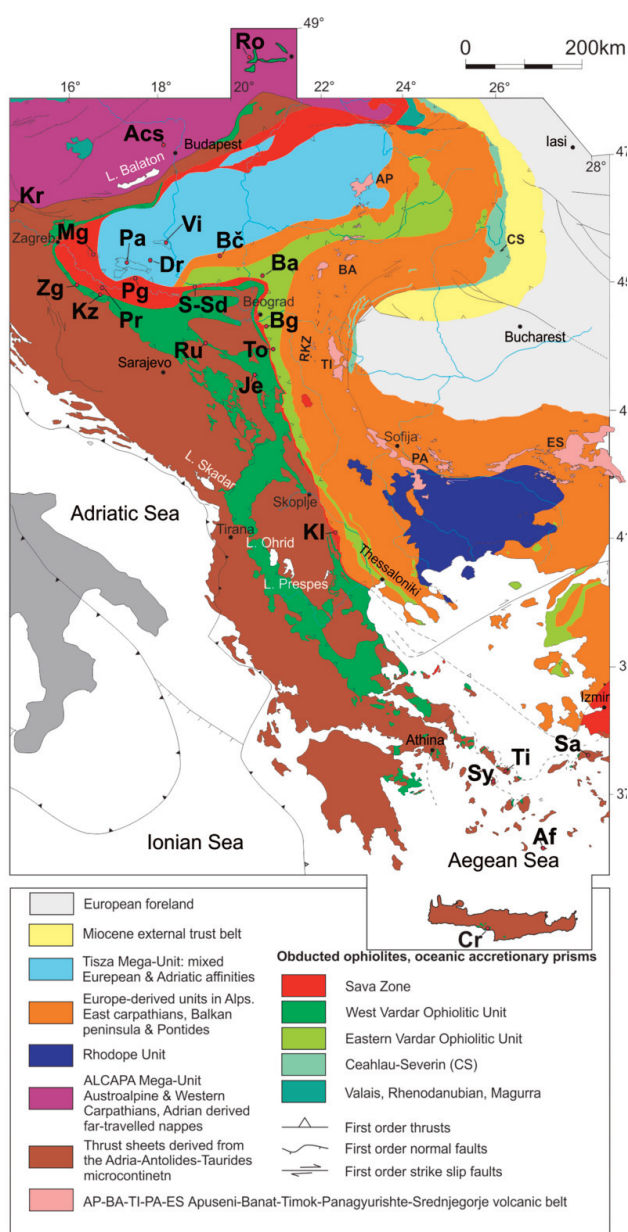 49°
Ro
0 200km
16° 18° 20° 22° 24° 26°
Acs
Budapest
L. Balaton
Iasi
47
28°
AP
Kr
Zagreb
Mg
Pa
Vi
Dr
Bč
CS
Ba
BA
45
Zg
Pg
S-Sd
Beograd
Kz
Pr
Bg
Bucharest
Ru
To
RKZ
TI
Sarajevo
Je
4
Sofija
ES
PA
L. Skadar
Skoplje
Adriatic Sea
Tirana
Kl
41
L. Ohrid
Thessaloniki
L. Prespes
3
Izmir
Athina
Sa
Ti
Sy
37
Ionian Sea
Af
Aegean Sea
Cr
European foreland
Miocene external trust belt
Tisza Mega-Unit: mixed
Eurepean & Adriatic affinities
Europe-derived units in Alps.
East carpathians, Balkan
peninsula & Pontides
Rhodope Unit
ALCAPA Mega-Unit
Austroalpine & Western
Carpathians, Adrian derived
far-travelled nappes
Thrust sheets derived from
the Adria-Antolides-Taurides
microcontinetn
AP-BA-TI-PA-ES Apuseni-Banat-Timok-Panagyurishte-Srednjegorje volcanic belt
Obducted ophiolites, oceanic accretionary prisms
Sava Zone
West Vardar Ophiolitic Unit
Eastern Vardar Ophiolitic Unit
Ceahlau-Severin (CS)
Valais, Rhenodanubian, Magurra
First order thrusts
First order normal faults
First order strike slip faults